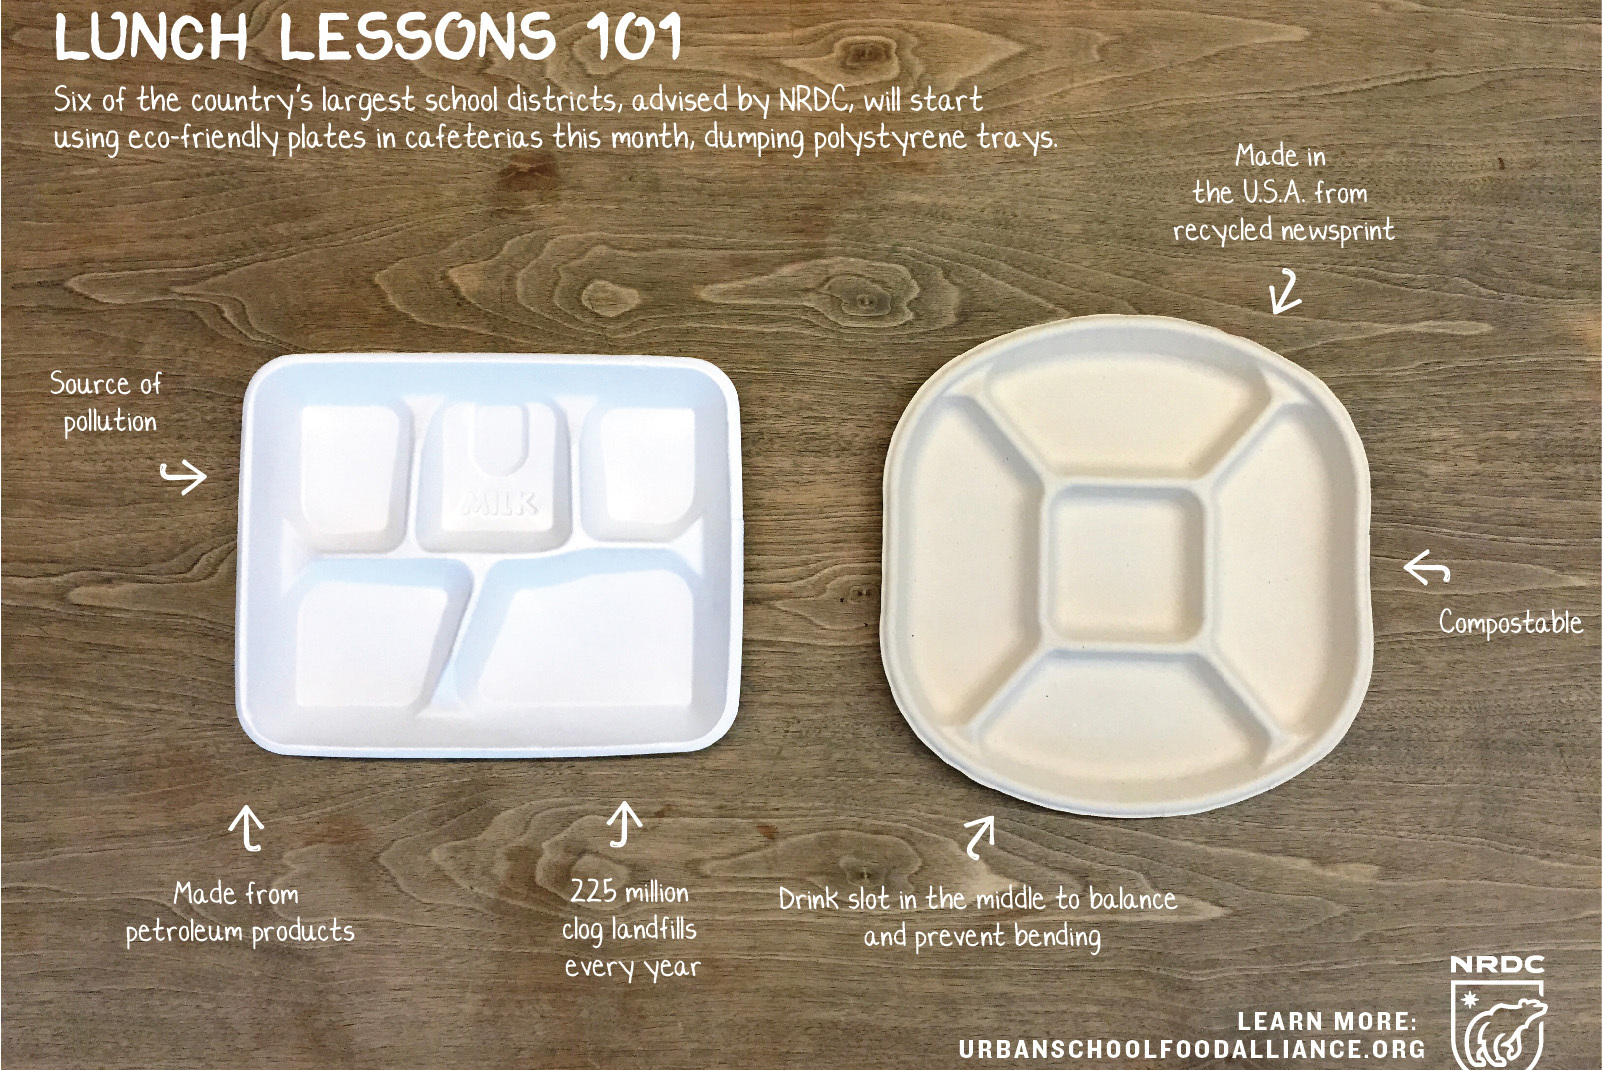 LUNCH LESSONS 101
Six of the country's largest school districts, advised by NRDC, will start
using eco-friendly plates in cafeterias this month, dumping polystyrene trays.
Made in
the U.S.A. from
recycled newsprint
Source of
pollution
MILK
Compostable
Made from
petroleum products
225 million
clog landfills
every year
Drink slot in the middle to balance
and prevent bending
NRDC
LEARN MORE:
URBANSCHOOLFOODALLIANCE.ORG